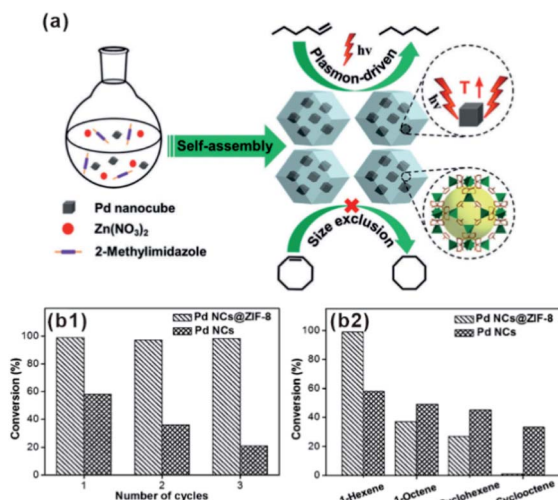 (a)
Plasmon-driven
hν
T
hν
Self-assembly
Pd nanocube
Zn(NO₃)₂
2-Methylimidazole
Size exclusion
(b1)
Pd NCs@ZIF-8
Pd NCs
Conversion (%)
100
80
60
40
20
0
1 2 3
Number of cycles
(b2)
Pd NCs@ZIF-8
Pd NCs
Conversion (%)
100
80
60
40
20
0
1-Hexene 1-Octene